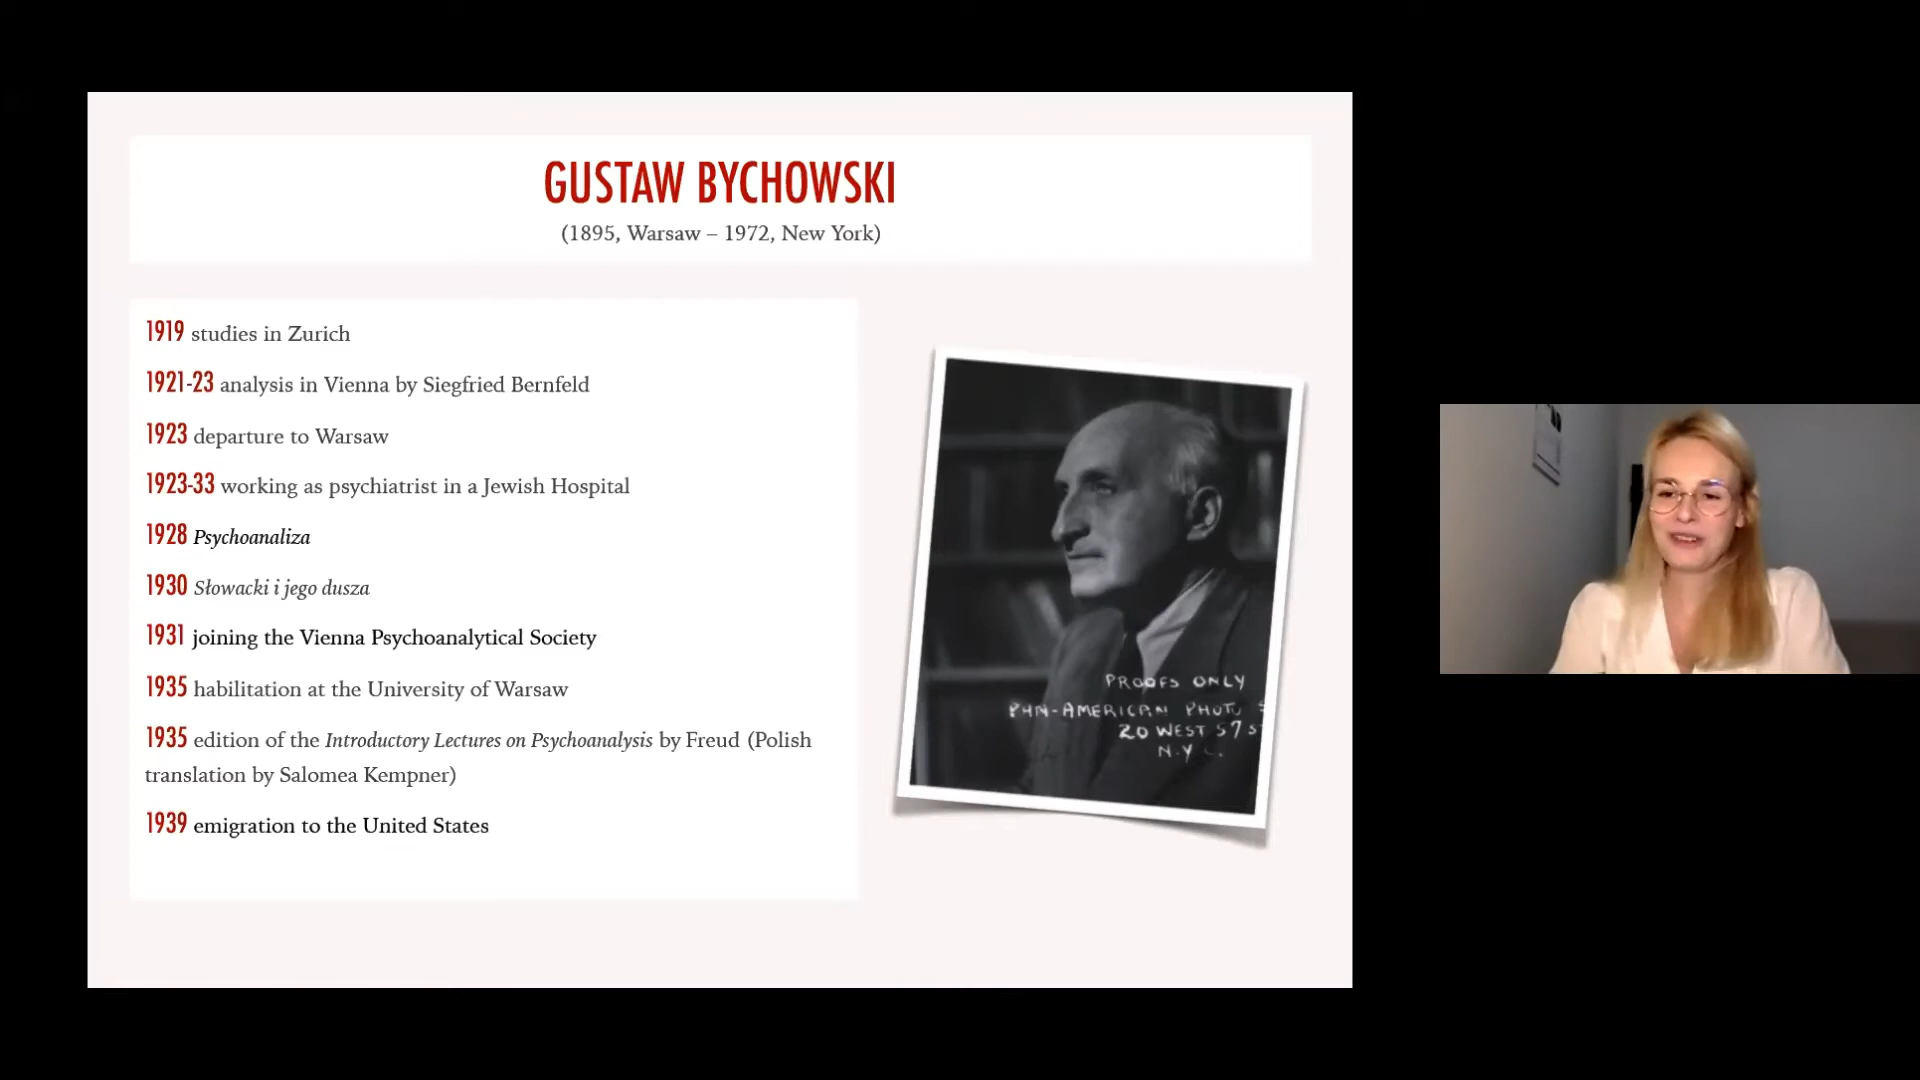 GUSTAW BYCHOWSKI
(1895, Warsaw – 1972, New York)
1919 studies in Zurich
1921-23 analysis in Vienna by Siegfried Bernfeld
1923 departure to Warsaw
1923-33 working as psychiatrist in a Jewish Hospital
1928 Psychoanaliza
1930 Słowacki i jego dusza
1931 joining the Vienna Psychoanalytical Society
1935 habilitation at the University of Warsaw
1935 edition of the Introductory Lectures on Psychoanalysis by Freud (Polish
translation by Salomea Kempner)
1939 emigration to the United States
PROOFS ONLY
PAN-AMERICAN PHOTO
20 WEST 57
N.Y.